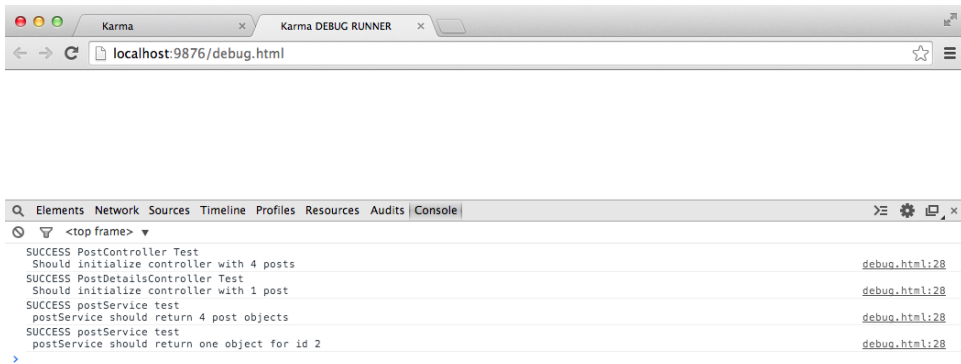 Karma
Karma DEBUG RUNNER
localhost:9876/debug.html
Elements Network Sources Timeline Profiles Resources Audits Console
<top frame>
SUCCESS PostController Test
Should initialize controller with 4 posts debug.html:28
SUCCESS PostDetailsController Test
Should initialize controller with 1 post debug.html:28
SUCCESS postService test
postService should return 4 post objects debug.html:28
SUCCESS postService test
postService should return one object for id 2 debug.html:28